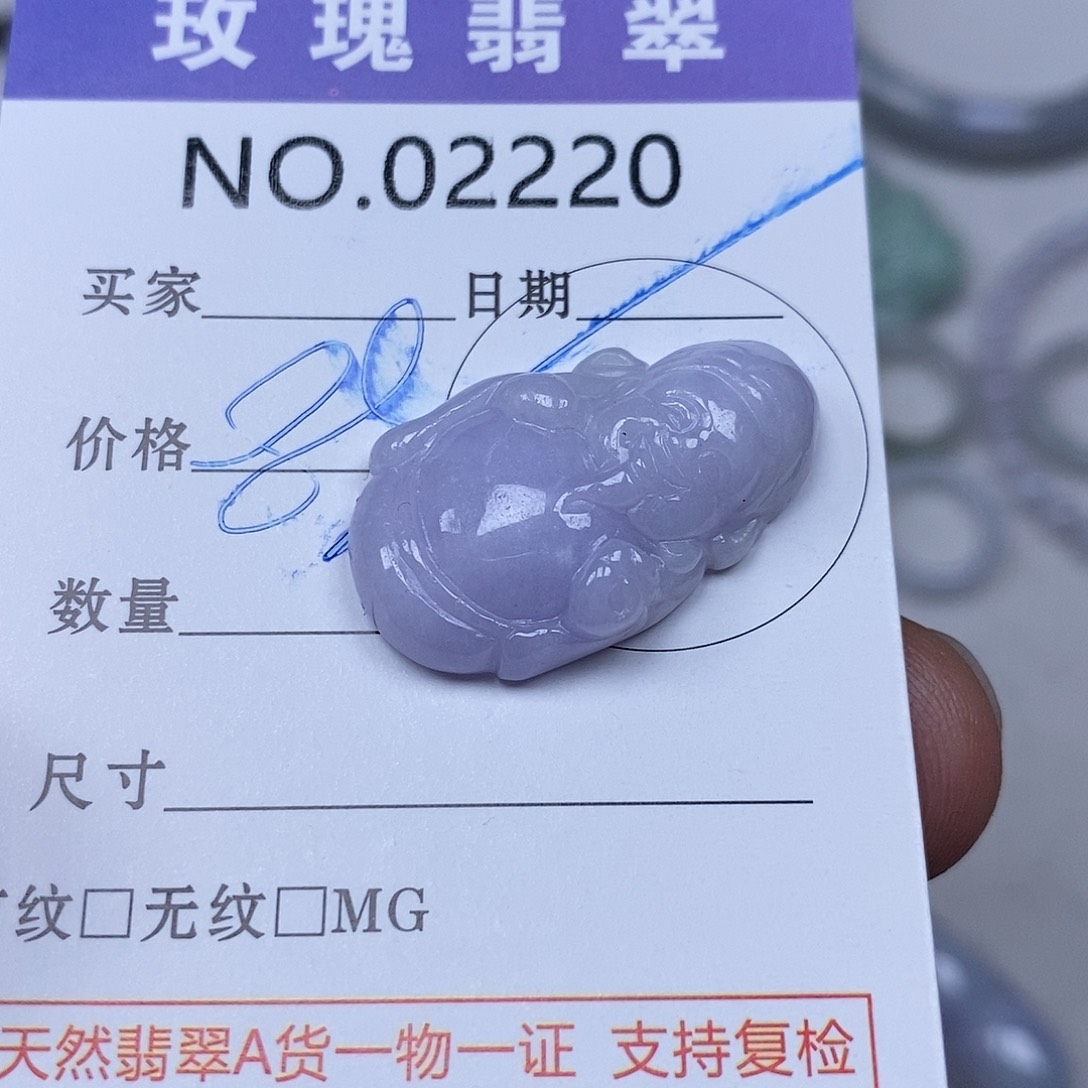 玫瑰翡翠
NO.02220
买家 日期
价格
数量
尺寸
纹□无纹□MG
天然翡翠A货一物一证 支持复检